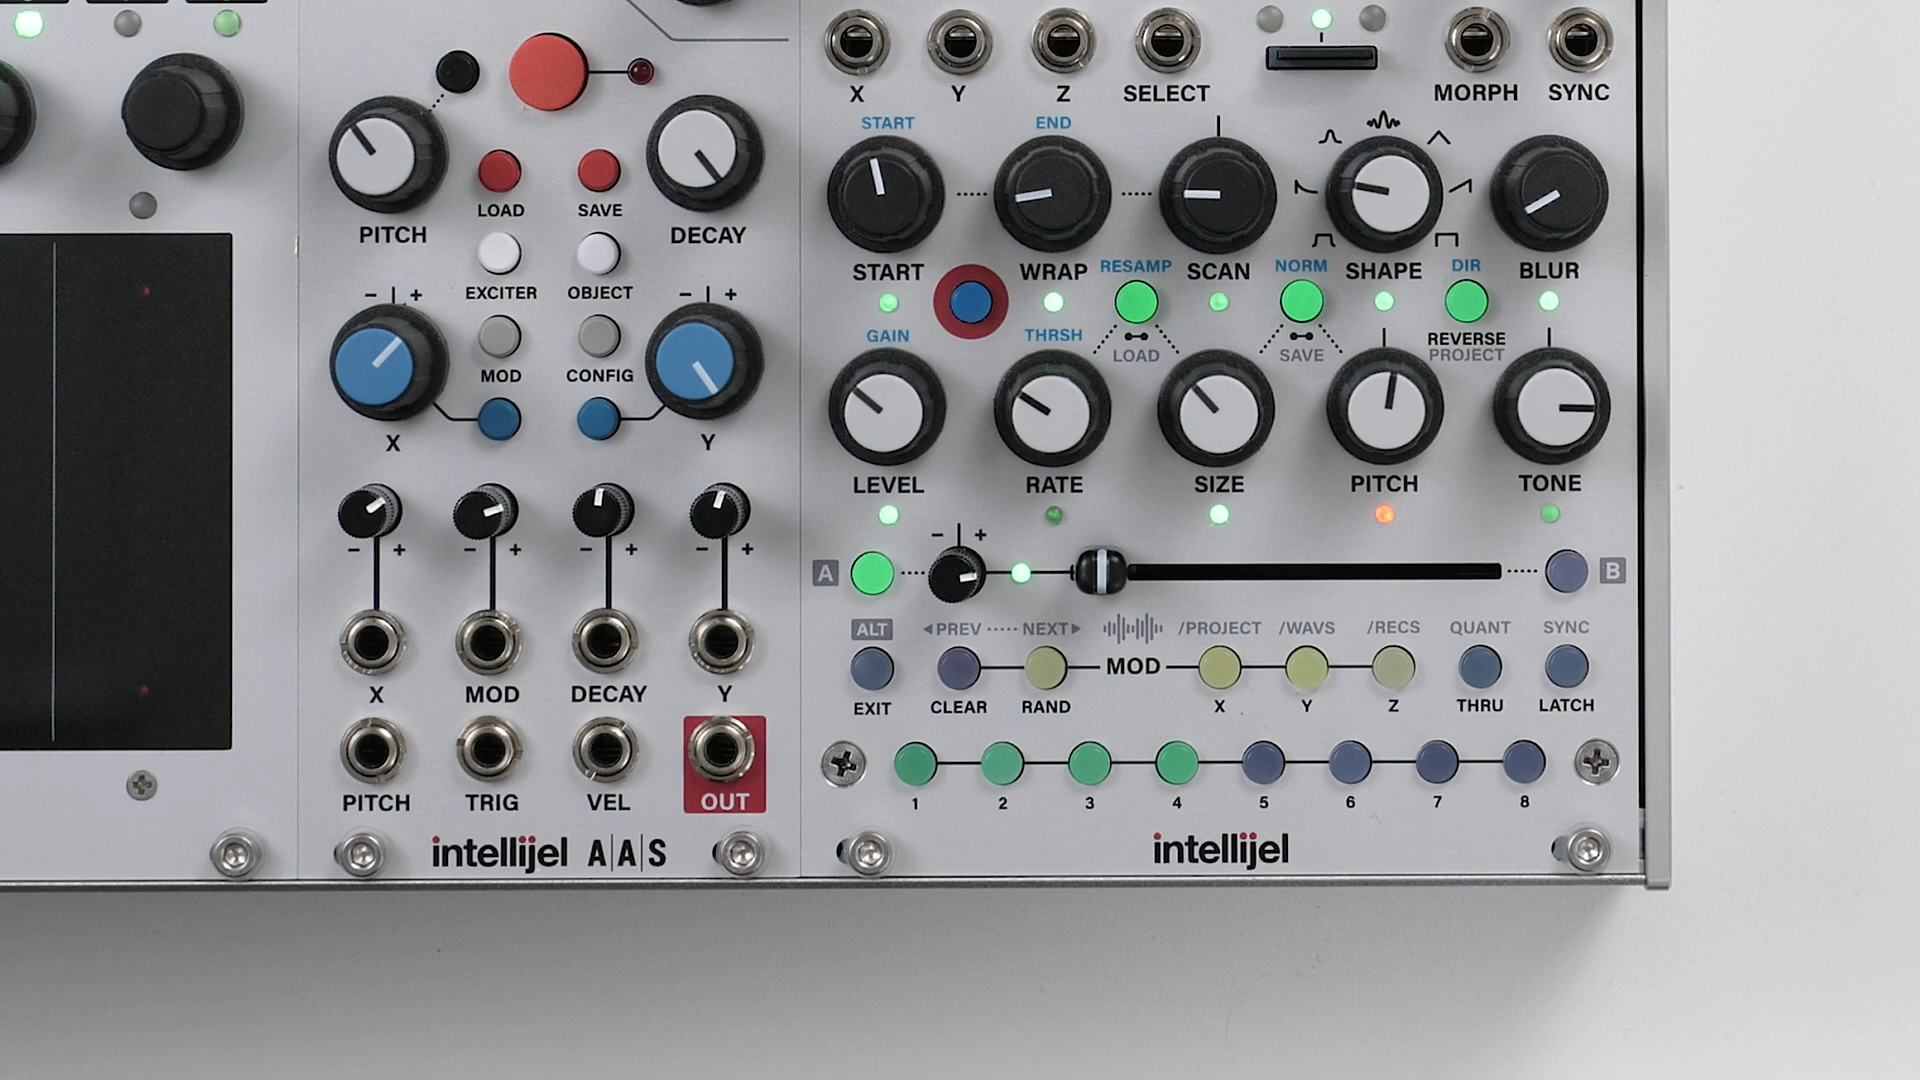 X Y Z SELECT MORPH SYNC
START END
PITCH LOAD SAVE DECAY
START WRAP RESAMP SCAN NORM SHAPE DIR BLUR
EXCITER OBJECT
− + − +
GAIN THRSH LOAD SAVE REVERSE
PROJECT
MOD CONFIG
X Y
LEVEL RATE SIZE PITCH TONE
− + − + − + − +
− +
A B
ALT ◀PREV NEXT▶ /PROJECT /WAVS /RECS QUANT SYNC
MOD
X MOD DECAY Y
EXIT CLEAR RAND X Y Z THRU LATCH
PITCH TRIG VEL OUT
1 2 3 4 5 6 7 8
intellijel A|A|S
intellijel